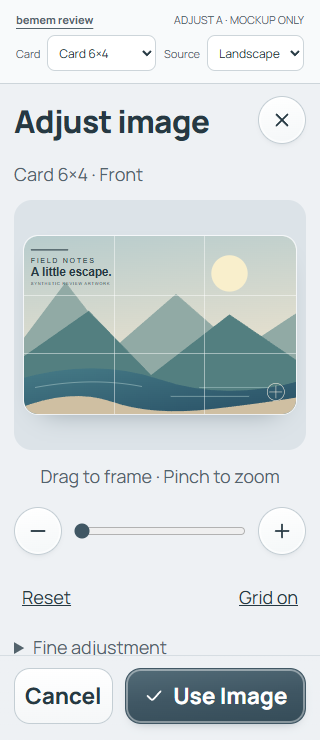 bemem review
ADJUST A · MOCKUP ONLY
Card
Card 6×4
Source
Landscape
Adjust image
Card 6×4 · Front
FIELD NOTES
A little escape.
SYNTHETIC REVIEW ARTWORK
Drag to frame · Pinch to zoom
Reset
Grid on
Fine adjustment
Cancel
Use Image